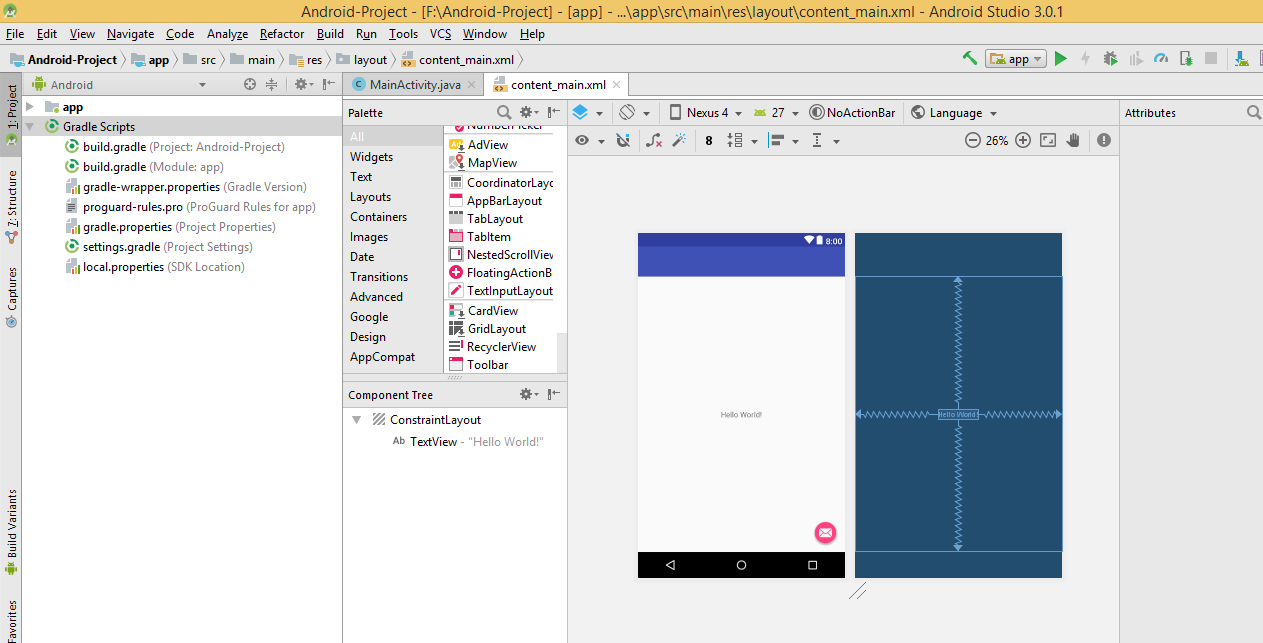 Android-Project - [F:\Android-Project] - [app] - ...\app\src\main\res\layout\content_main.xml - Android Studio 3.0.1
File Edit View Navigate Code Analyze Refactor Build Run Tools VCS Window Help
Android-Project app src main res layout content_main.xml app
Android MainActivity.java content_main.xml
1: Project
7: Structure
Captures
Build Variants
Favorites
app
Gradle Scripts
build.gradle (Project: Android-Project)
build.gradle (Module: app)
gradle-wrapper.properties (Gradle Version)
proguard-rules.pro (ProGuard Rules for app)
gradle.properties (Project Properties)
settings.gradle (Project Settings)
local.properties (SDK Location)
Palette
All
Widgets
Text
Layouts
Containers
Images
Date
Transitions
Advanced
Google
Design
AppCompat
AdView
MapView
CoordinatorLayo
AppBarLayout
TabLayout
TabItem
NestedScrollView
FloatingActionB
TextInputLayout
CardView
GridLayout
RecyclerView
Toolbar
Component Tree
ConstraintLayout
Ab TextView - "Hello World!"
Nexus 4 27 NoActionBar Language
8 26%
Attributes
8:00
Hello World!
Hello World!